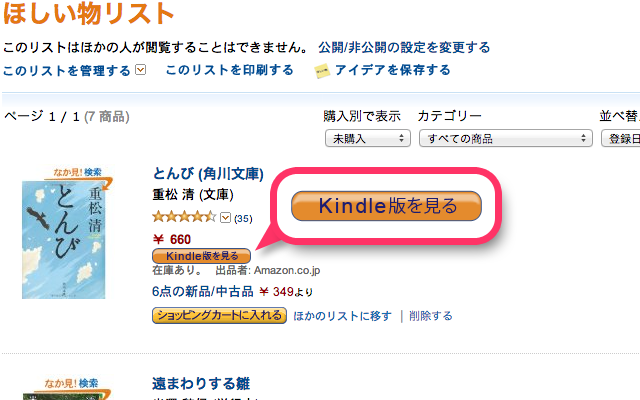 ほしい物リスト
このリストはほかの人が閲覧することはできません。 公開/非公開の設定を変更する
このリストを管理する このリストを印刷する アイデアを保存する
ページ 1 / 1 (7 商品) 購入別で表示 カテゴリー 並べ替
未購入 すべての商品 登録日
なか見! 検索
とんび
重松 清
とんび (角川文庫)
重松 清 (文庫)
(35)
￥ 660
Kindle版を見る
Kindle版を見る
在庫あり。 出品者: Amazon.co.jp
6点の新品/中古品 ￥ 349より
ショッピングカートに入れる ほかのリストに移す | 削除する
なか見! 検索
遠まわりする雛